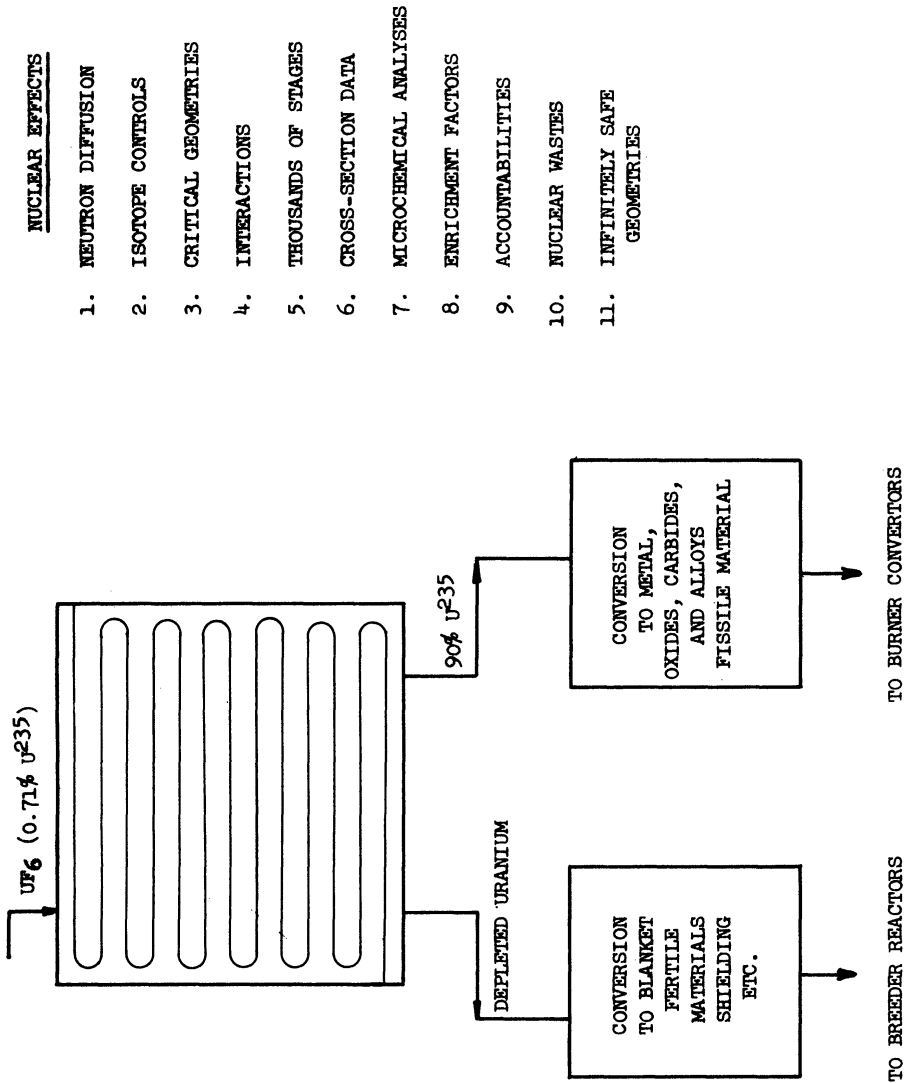 UF6 (0.71% U235)
DEPLETED URANIUM
90% U235
CONVERSION
TO BLANKET
FERTILE
MATERIALS
SHIELDING
ETC.
CONVERSION
TO METAL,
OXIDES, CARBIDES,
AND ALLOYS
FISSILE MATERIAL
TO BREEDER REACTORS
TO BURNER CONVERTORS
NUCLEAR EFFECTS
1. NEUTRON DIFFUSION
2. ISOTOPE CONTROLS
3. CRITICAL GEOMETRIES
4. INTERACTIONS
5. THOUSANDS OF STAGES
6. CROSS-SECTION DATA
7. MICROCHEMICAL ANALYSES
8. ENRICHMENT FACTORS
9. ACCOUNTABILITIES
10. NUCLEAR WASTES
11. INFINITELY SAFE
GEOMETRIES